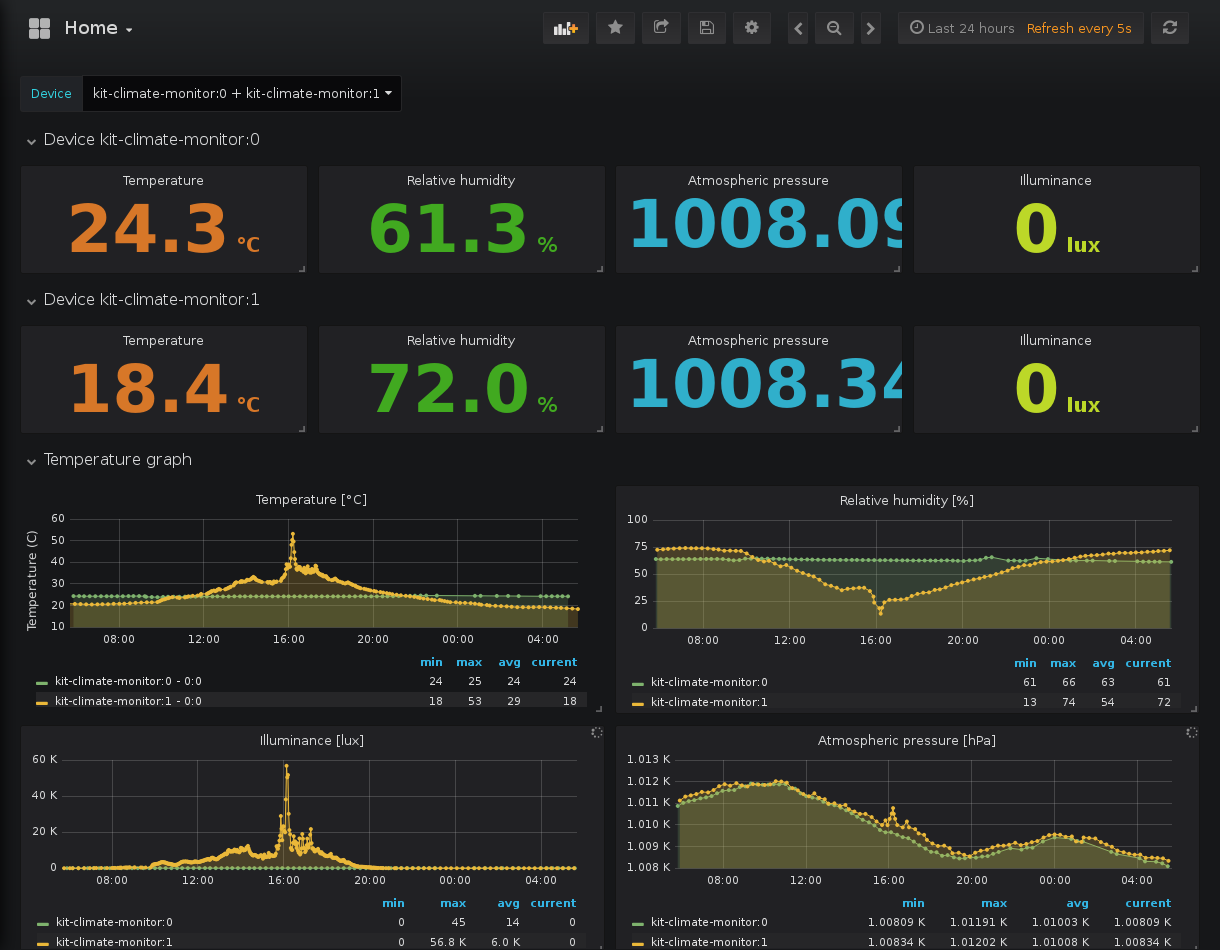 Home
Last 24 hours Refresh every 5s
Device kit-climate-monitor:0 + kit-climate-monitor:1
Device kit-climate-monitor:0
Temperature Relative humidity Atmospheric pressure Illuminance
24.3 °C 61.3 % 1008.09 0 lux
Device kit-climate-monitor:1
Temperature Relative humidity Atmospheric pressure Illuminance
18.4 °C 72.0 % 1008.34 0 lux
Temperature graph
Temperature [°C]
Temperature (C)
60
50
40
30
20
10
08:00 12:00 16:00 20:00 00:00 04:00
min max avg current
kit-climate-monitor:0 - 0:0 24 25 24 24
kit-climate-monitor:1 - 0:0 18 53 29 18
Relative humidity [%]
100
75
50
25
0
08:00 12:00 16:00 20:00 00:00 04:00
min max avg current
kit-climate-monitor:0 61 66 63 61
kit-climate-monitor:1 13 74 54 72
Illuminance [lux]
60 K
40 K
20 K
0
08:00 12:00 16:00 20:00 00:00 04:00
min max avg current
kit-climate-monitor:0 0 45 14 0
kit-climate-monitor:1 0 56.8 K 6.0 K 0
Atmospheric pressure [hPa]
1.013 K
1.012 K
1.011 K
1.010 K
1.009 K
1.008 K
08:00 12:00 16:00 20:00 00:00 04:00
min max avg current
kit-climate-monitor:0 1.00809 K 1.01191 K 1.01003 K 1.00809 K
kit-climate-monitor:1 1.00834 K 1.01202 K 1.01008 K 1.00834 K